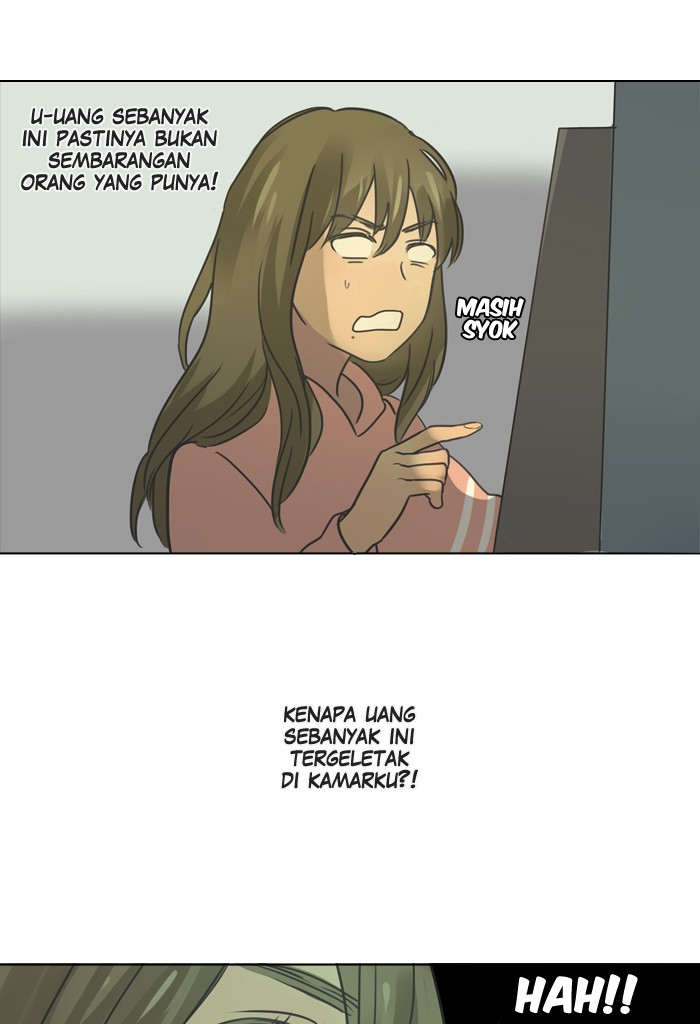 U-UANG SEBANYAK
INI PASTINYA BUKAN
SEMBARANGAN
ORANG YANG PUNYA!
MASIH
SYOK
KENAPA UANG
SEBANYAK INI
TERGELETAK
DI KAMARKU?!
HAH!!